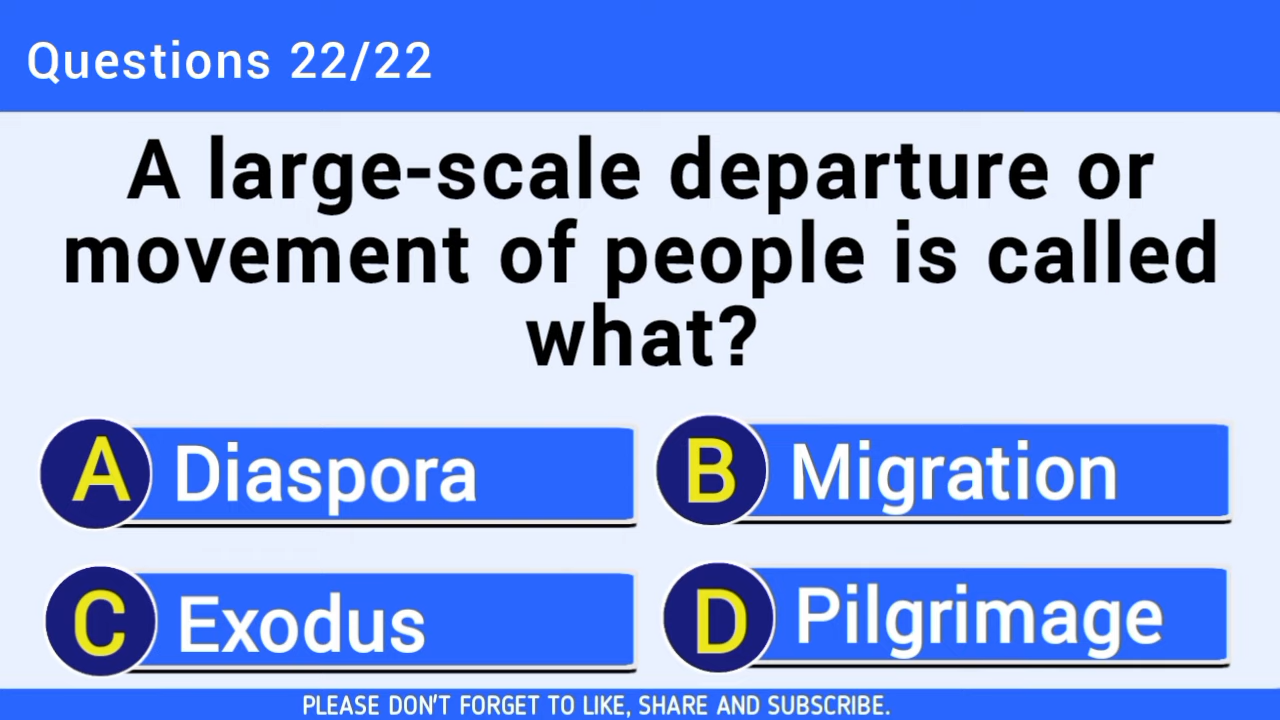 Questions 22/22
A large-scale departure or
movement of people is called
what?
A Diaspora
B Migration
C Exodus
D Pilgrimage
PLEASE DON'T FORGET TO LIKE, SHARE AND SUBSCRIBE.